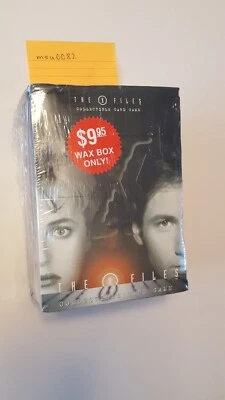 THE X FILES
COLLECTIBLE CARD GAME
$9.95
WAX BOX
ONLY!
THE X FILES